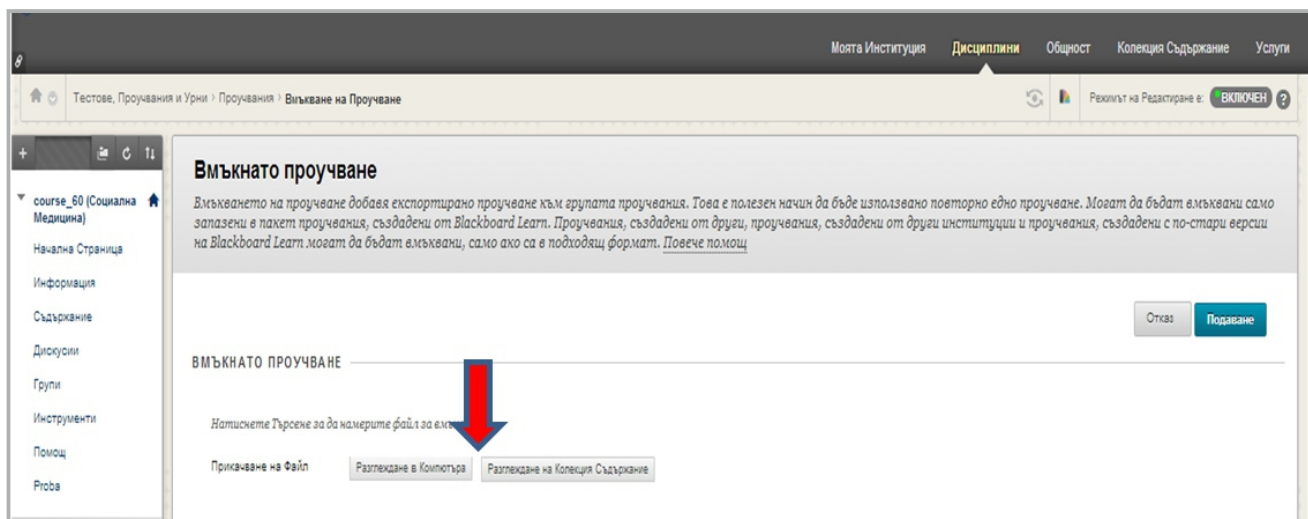 Моята Институция Дисциплини Общност Колекция Съдържание Услуги
Тестове, Проучвания и Урни > Проучвания > Вмъкване на Проучване Режимът на Редактиране е: ВКЛЮЧЕН ?
course_60 (Социална
Медицина)
Начална Страница
Информация
Съдържание
Дискусии
Групи
Инструменти
Помощ
Proba
Вмъкнато проучване
Вмъкването на проучване добавя експортирано проучване към групата проучвания. Това е полезен начин да бъде използвано повторно едно проучване. Могат да бъдат вмъквани само
запазени в пакет проучвания, създадени от Blackboard Learn. Проучвания, създадени от други, проучвания, създадени от други институции и проучвания, създадени с по-стари версии
на Blackboard Learn могат да бъдат вмъквани, само ако са в подходящ формат. Повече помощ
Отказ Подаване
ВМЪКНАТО ПРОУЧВАНЕ
Натиснете Търсене за да намерите файл за
Прикачване на Файл Разглеждане в Компютъра Разглеждане на Колекция Съдържание